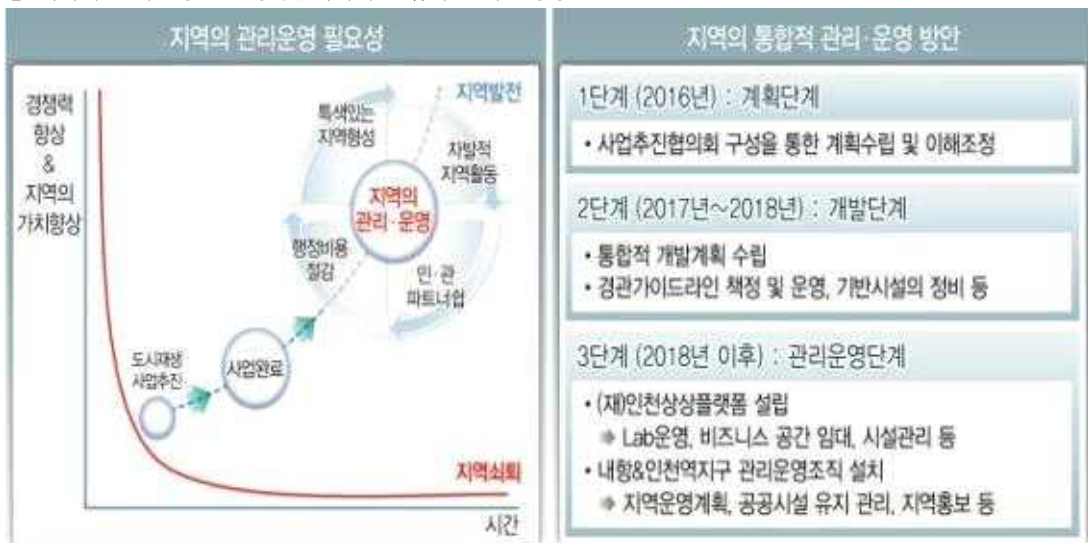 지역의 관리운영 필요성
경쟁력
향상
&
지역의
가치향상
지역발전
특색있는
지역형성
자발적
지역활동
지역의
관리·운영
행정비용
절감
민·관
파트너업
도시재생
사업추진
사업완료
지역쇠퇴
시간
지역의 통합적 관리·운영 방안
1단계 (2016년) : 계획단계
• 사업추진협의회 구성을 통한 계획수립 및 이해조정
2단계 (2017년~2018년) : 개발단계
• 통합적 개발계획 수립
• 경관가이드라인 책정 및 운영, 기반시설의 정비 등
3단계 (2018년 이후) : 관리운영단계
• (재)인천상상플랫폼 설립
➡ Lab운영, 비즈니스 공간 임대, 시설관리 등
• 내항&인천역지구 관리운영조직 설치
➡ 지역운영계획, 공공시설 유지 관리, 지역홍보 등